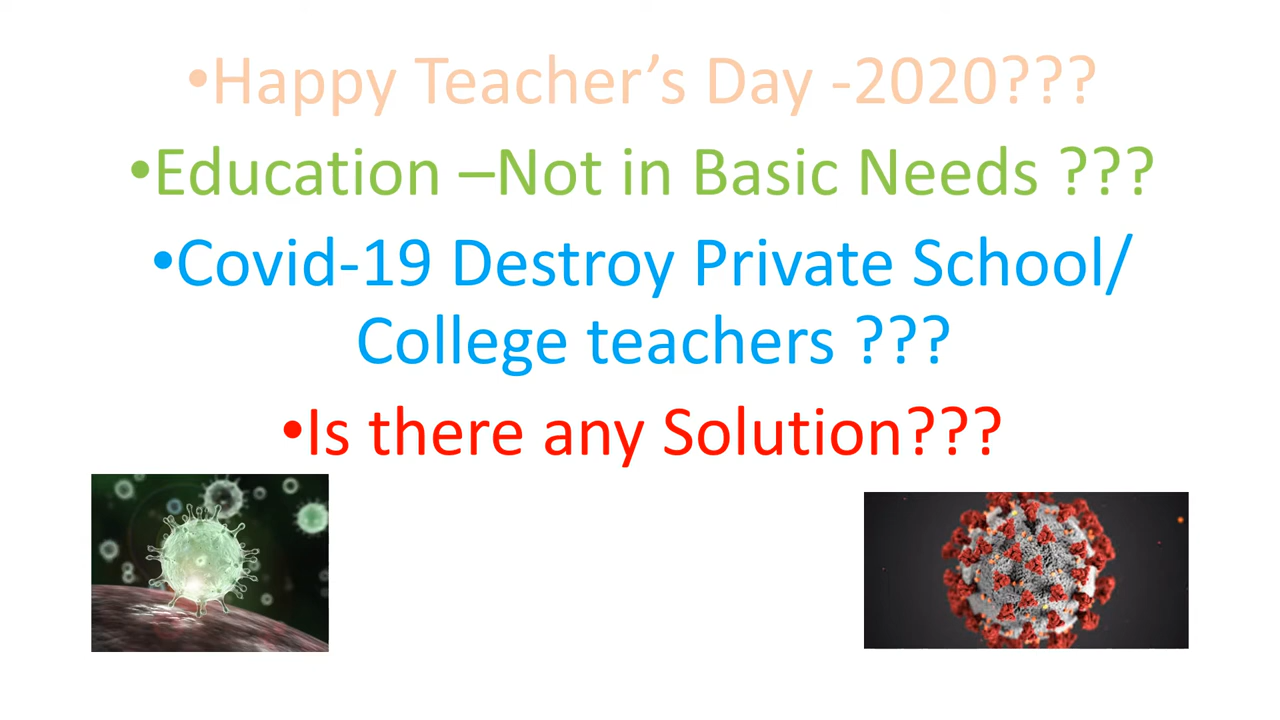 •Happy Teacher’s Day -2020???
•Education –Not in Basic Needs ???
•Covid-19 Destroy Private School/
College teachers ???
•Is there any Solution???